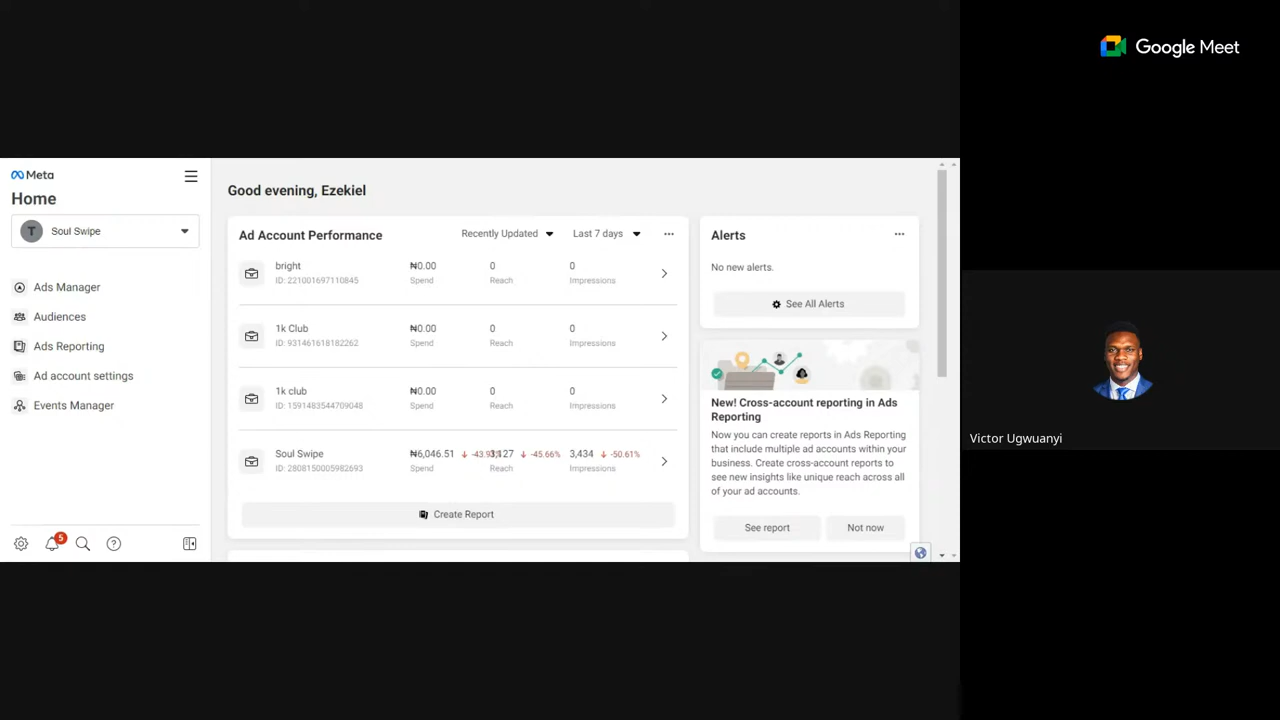 Google Meet
Meta
Home
T Soul Swipe
Ads Manager
Audiences
Ads Reporting
Ad account settings
Events Manager
5
Good evening, Ezekiel
Ad Account Performance Recently Updated Last 7 days
bright ₦0.00 0 0
ID: 221001697110845 Spend Reach Impressions
1k Club ₦0.00 0 0
ID: 931461618182262 Spend Reach Impressions
1k club ₦0.00 0 0
ID: 1591483544709048 Spend Reach Impressions
Soul Swipe ₦6,046.51 ↓ 3,127 ↓ -45.66% 3,434 ↓ -50.61%
ID: 2808150005982693 Spend Reach Impressions
Create Report
Alerts
No new alerts.
See All Alerts
New! Cross-account reporting in Ads
Reporting
Now you can create reports in Ads Reporting
that include multiple ad accounts within your
business. Create cross-account reports to
see new insights like unique reach across all
of your ad accounts.
See report Not now
Victor Ugwuanyi